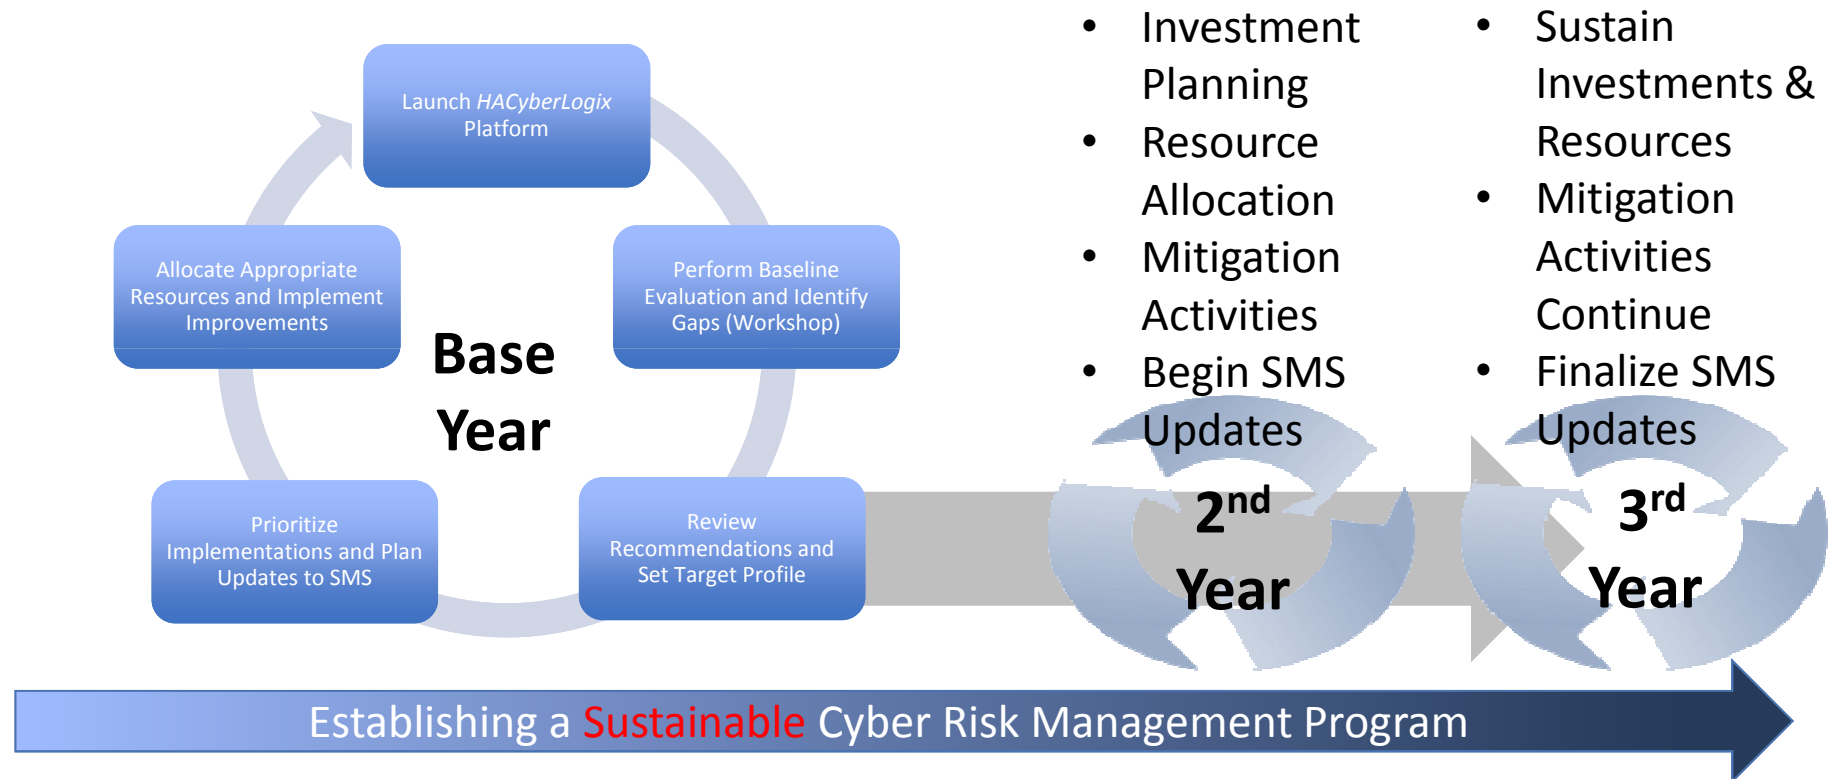 Launch HACyberLogix
Platform
Perform Baseline
Evaluation and Identify
Gaps (Workshop)
Review
Recommendations and
Set Target Profile
Prioritize
Implementations and Plan
Updates to SMS
Allocate Appropriate
Resources and Implement
Improvements
Base
Year
• Investment
Planning
• Resource
Allocation
• Mitigation
Activities
• Begin SMS
Updates
2nd
Year
• Sustain
Investments &
Resources
• Mitigation
Activities
Continue
• Finalize SMS
Updates
3rd
Year
Establishing a Sustainable Cyber Risk Management Program